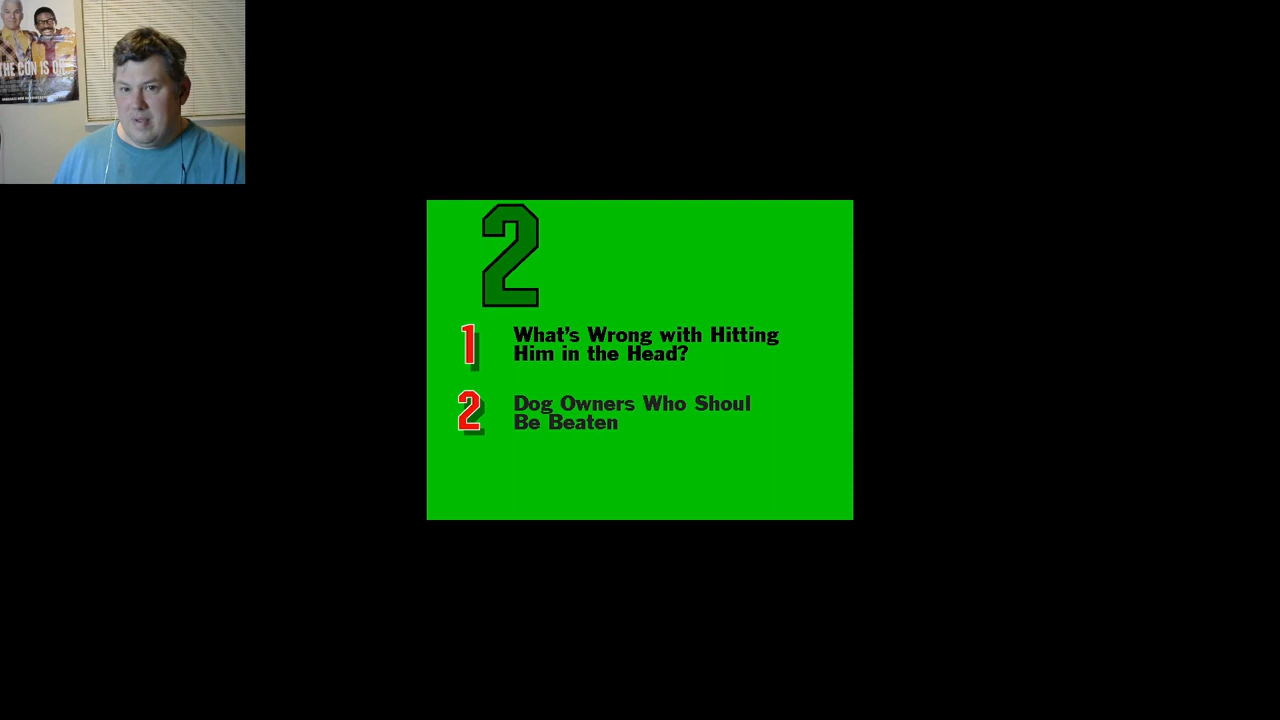 THE CON IS ON
2
1 What's Wrong with Hitting
Him in the Head?
2 Dog Owners Who Shoul
Be Beaten